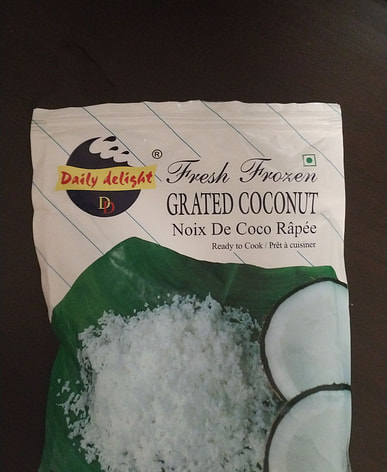 Daily delight ®
DD
Fresh Frozen
GRATED COCONUT
Noix De Coco Râpée
Ready to Cook / Prêt à cuisiner